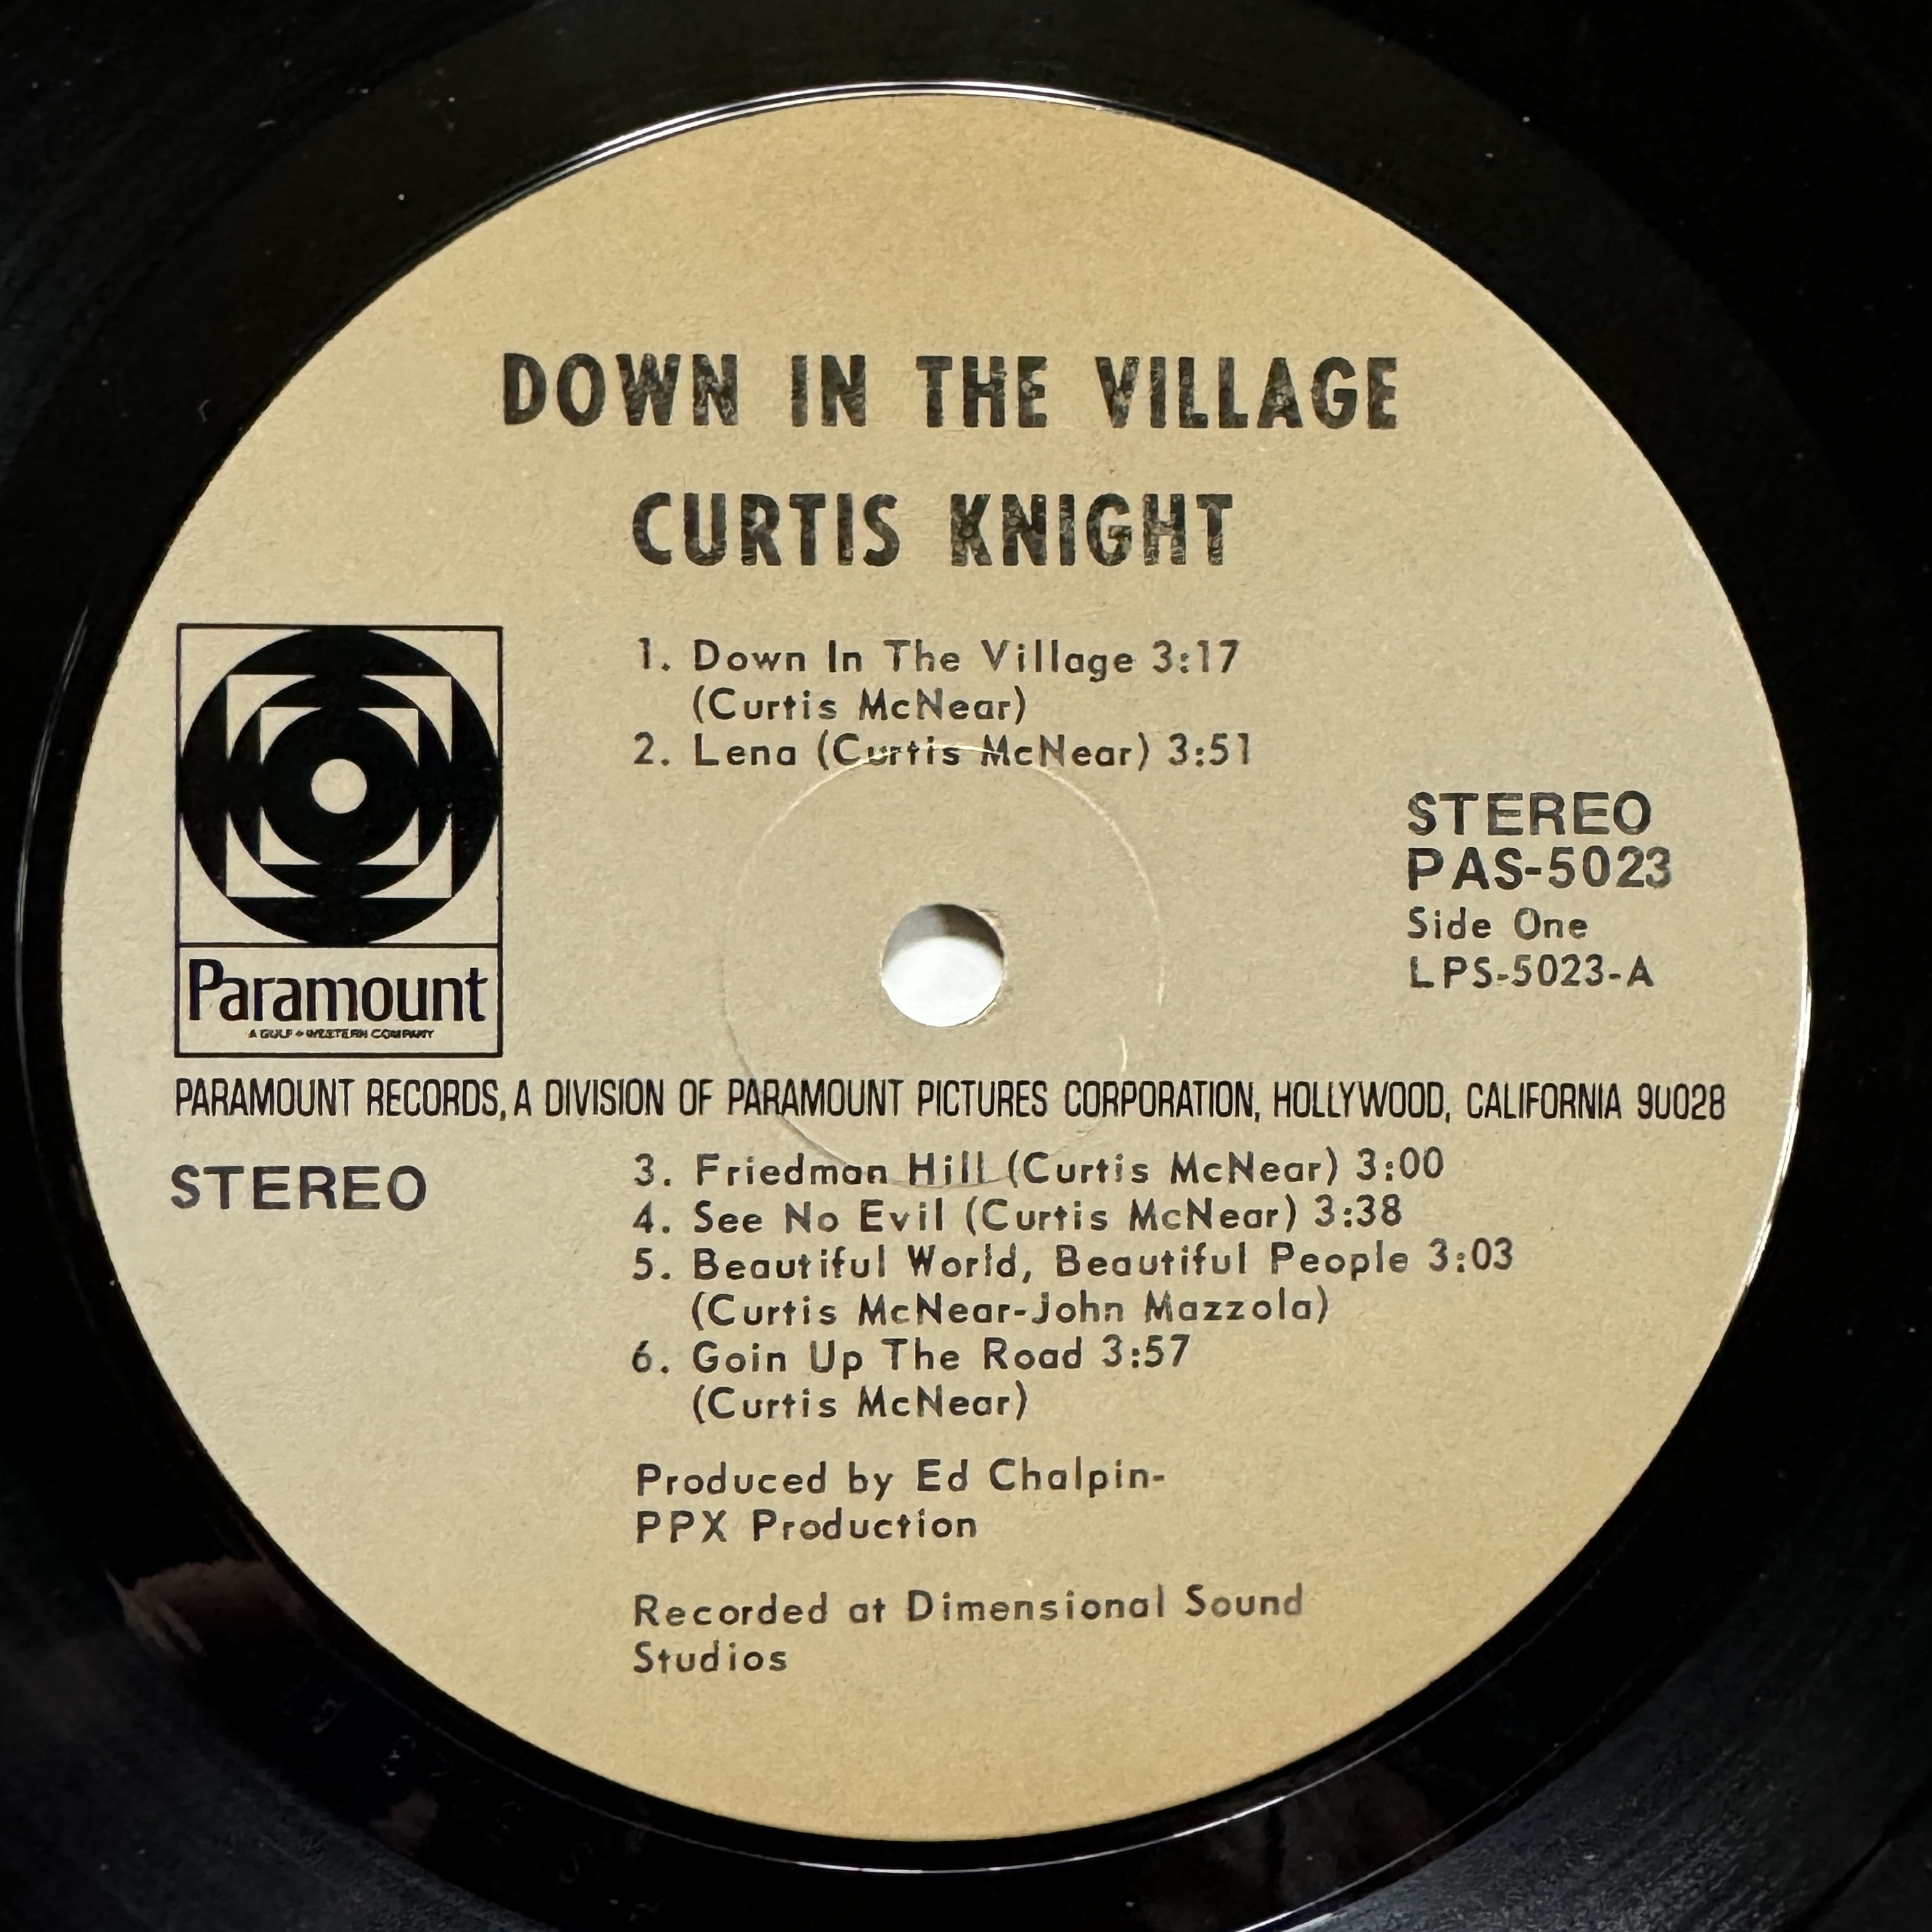 DOWN IN THE VILLAGE
CURTIS KNIGHT
1. Down In The Village 3:17
(Curtis McNear)
2. Lena (Curtis McNear) 3:51
STEREO
PAS-5023
Side One
LPS-5023-A
Paramount
A GULF + WESTERN COMPANY
PARAMOUNT RECORDS, A DIVISION OF PARAMOUNT PICTURES CORPORATION, HOLLYWOOD, CALIFORNIA 90028
STEREO
3. Friedman Hill (Curtis McNear) 3:00
4. See No Evil (Curtis McNear) 3:38
5. Beautiful World, Beautiful People 3:03
(Curtis McNear-John Mazzola)
6. Goin Up The Road 3:57
(Curtis McNear)
Produced by Ed Chalpin-
PPX Production
Recorded at Dimensional Sound
Studios